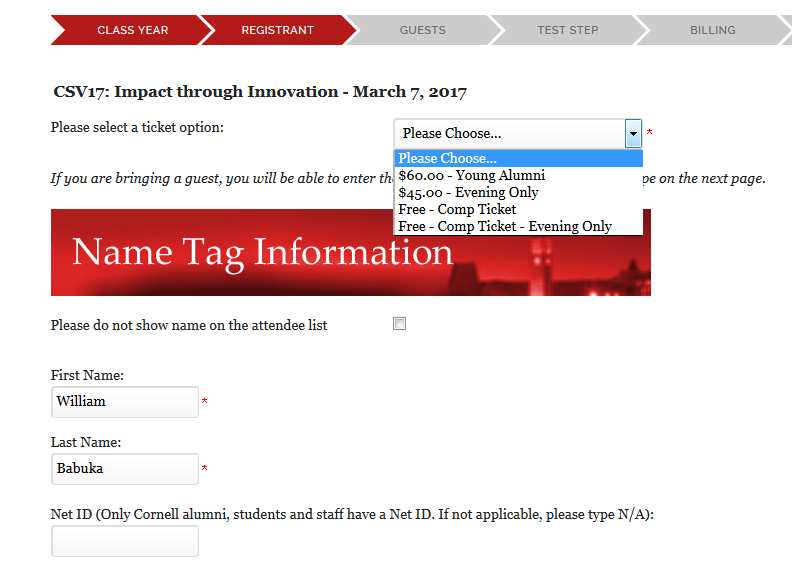 CLASS YEAR REGISTRANT GUESTS TEST STEP BILLING
CSV17: Impact through Innovation - March 7, 2017
Please select a ticket option:
Please Choose... *
Please Choose...
$60.00 - Young Alumni
$45.00 - Evening Only
Free - Comp Ticket
Free - Comp Ticket - Evening Only
If you are bringing a guest, you will be able to enter on the next page.
Name Tag Information
Please do not show name on the attendee list
First Name:
William *
Last Name:
Babuka *
Net ID (Only Cornell alumni, students and staff have a Net ID. If not applicable, please type N/A):